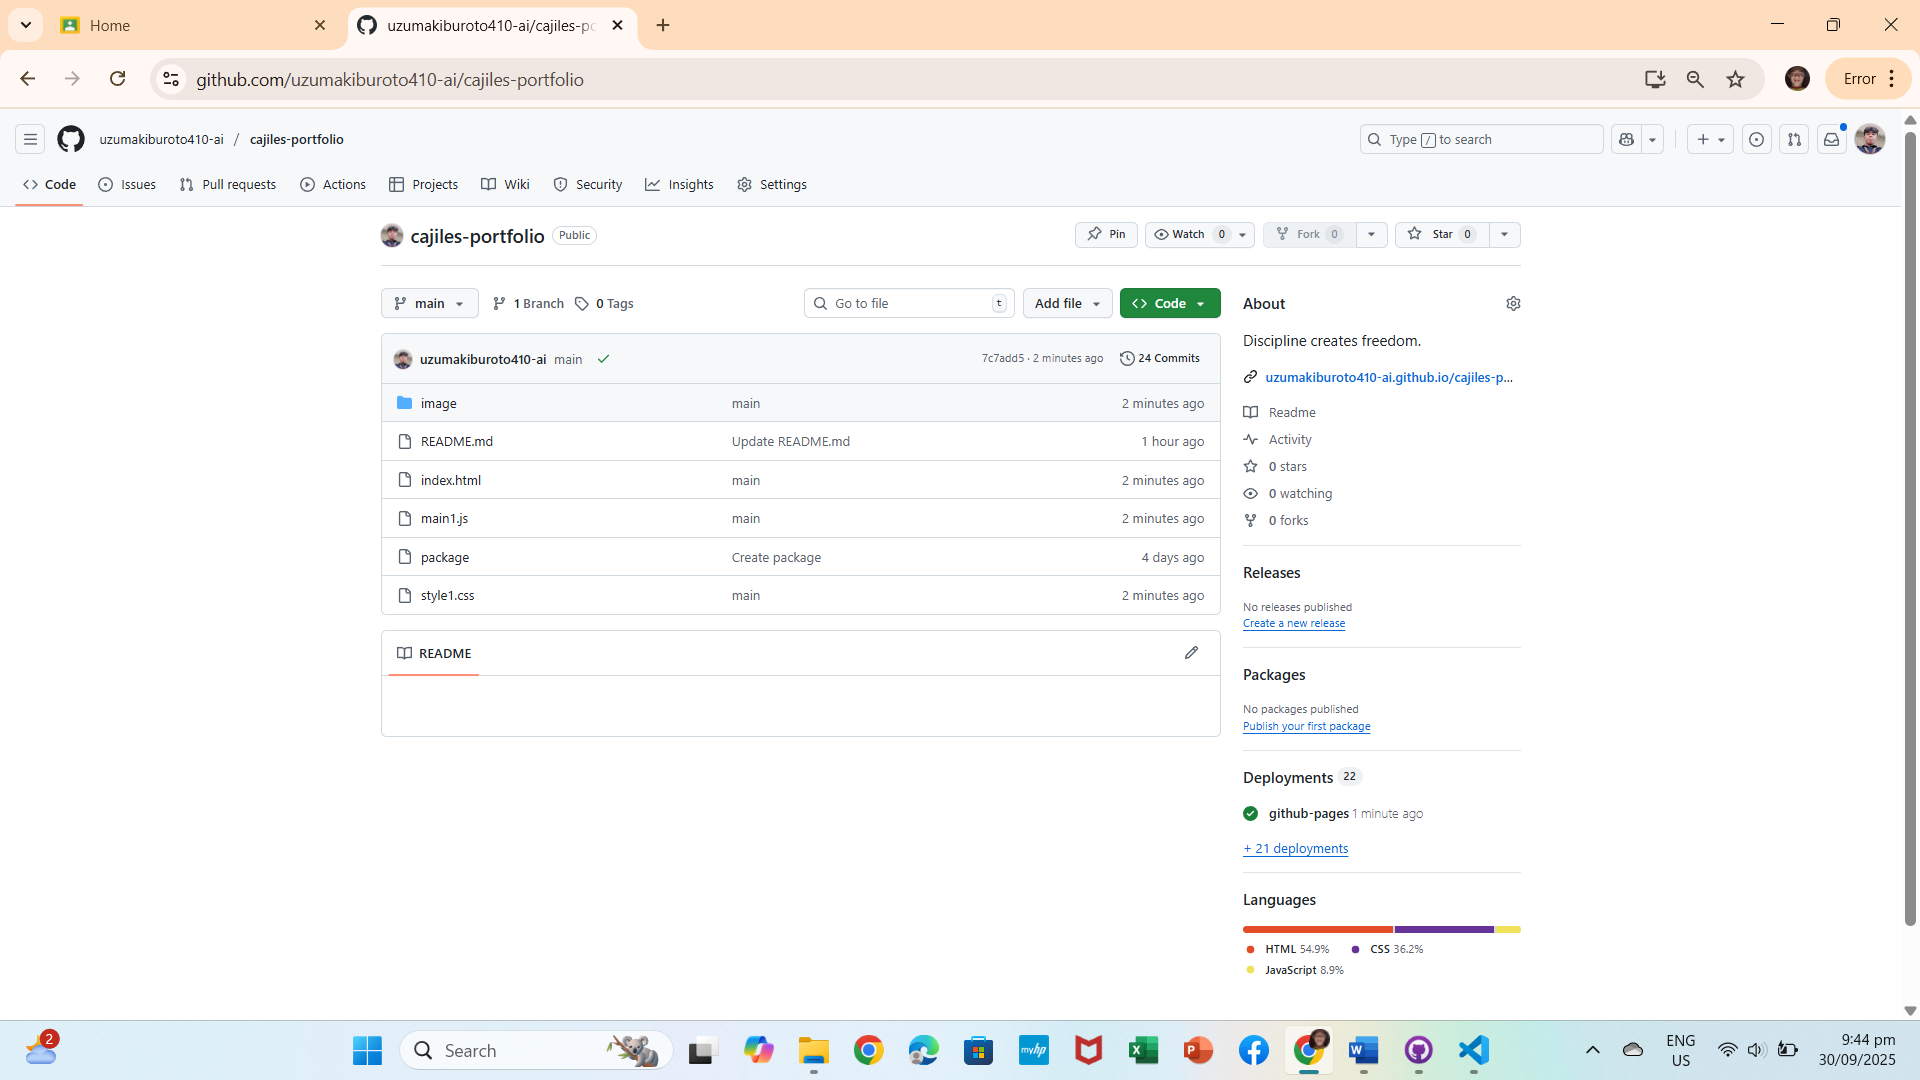 Home
uzumakiburoto410-ai/cajiles-po
github.com/uzumakiburoto410-ai/cajiles-portfolio
Error
uzumakiburoto410-ai / cajiles-portfolio
Type / to search
Code Issues Pull requests Actions Projects Wiki Security Insights Settings
cajiles-portfolio Public
Pin Watch 0 Fork 0 Star 0
main 1 Branch 0 Tags
Go to file t Add file Code
uzumakiburoto410-ai main 7c7add5 · 2 minutes ago 24 Commits
image main 2 minutes ago
README.md Update README.md 1 hour ago
index.html main 2 minutes ago
main1.js main 2 minutes ago
package Create package 4 days ago
style1.css main 2 minutes ago
README
About
Discipline creates freedom.
uzumakiburoto410-ai.github.io/cajiles-p...
Readme
Activity
0 stars
0 watching
0 forks
Releases
No releases published
Create a new release
Packages
No packages published
Publish your first package
Deployments 22
github-pages 1 minute ago
+ 21 deployments
Languages
HTML 54.9% CSS 36.2%
JavaScript 8.9%
2
Search
myhp
ENG
US
9:44 pm
30/09/2025